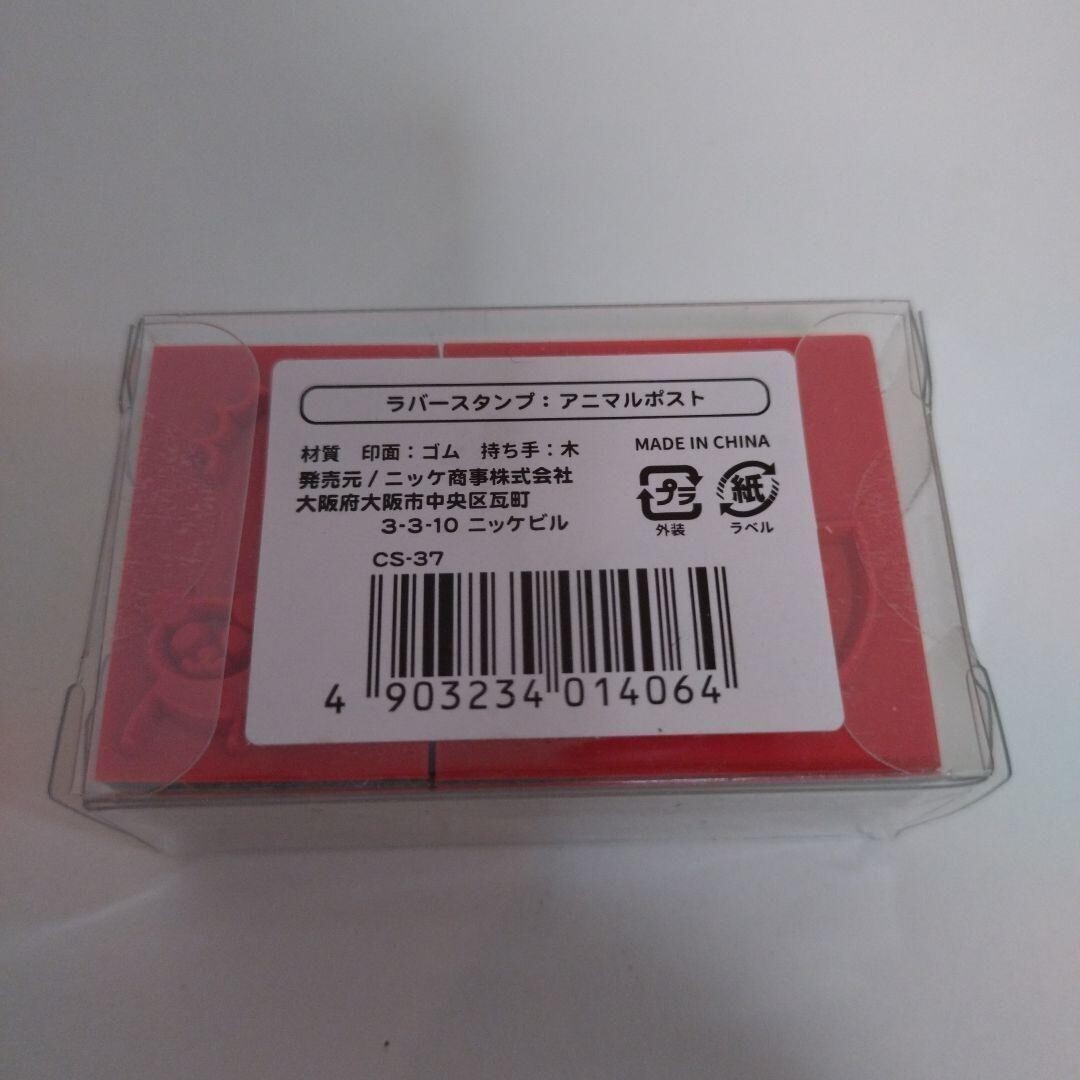 ラバースタンプ：アニマルポスト
材質 印面：ゴム 持ち手：木
発売元/ニッケ商事株式会社
大阪府大阪市中央区瓦町
3-3-10 ニッケビル
MADE IN CHINA
プラ 紙
外装 ラベル
CS-37
4 903234 014064